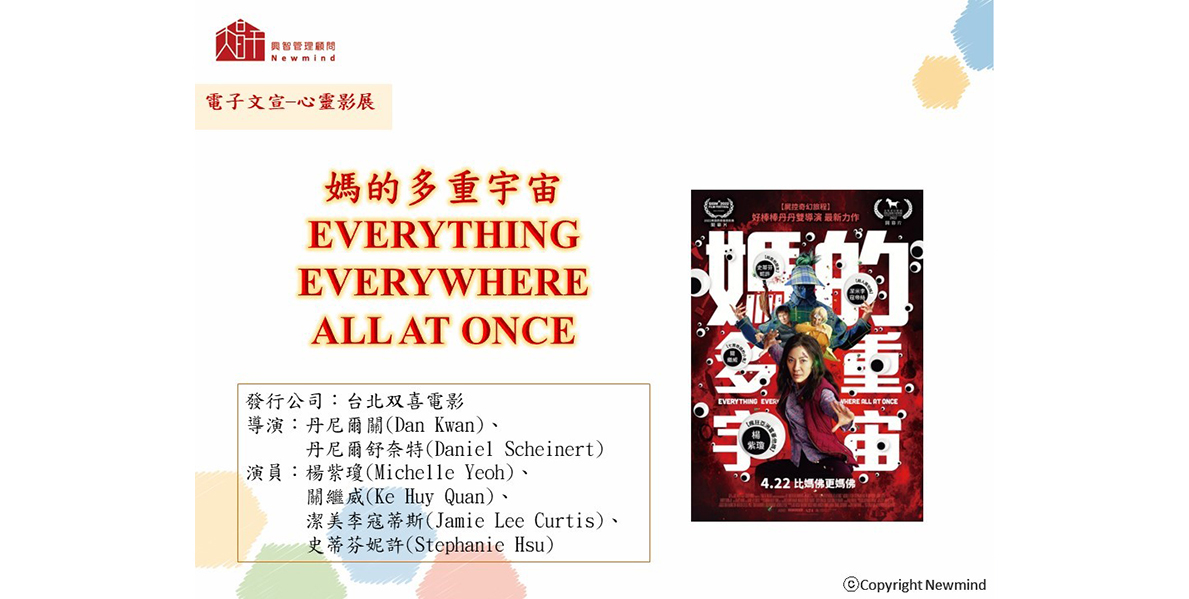 興智管理顧問
Newmind
電子文宣-心靈影展
媽的多重宇宙
EVERYTHING
EVERYWHERE
ALL AT ONCE
發行公司：台北双喜電影
導演：丹尼爾關(Dan Kwan)、
丹尼爾舒奈特(Daniel Scheinert)
演員：楊紫瓊(Michelle Yeoh)、
關繼威(Ke Huy Quan)、
潔美李寇蒂斯(Jamie Lee Curtis)、
史蒂芬妮許(Stephanie Hsu)
【屍控奇幻旅程】
好棒棒丹丹雙導演 最新力作
媽的
多重
EVERYTHING EVERYWHERE ALL AT ONCE
宇宙
楊紫瓊
4.22 比媽佛更媽佛
ⓒCopyright Newmind